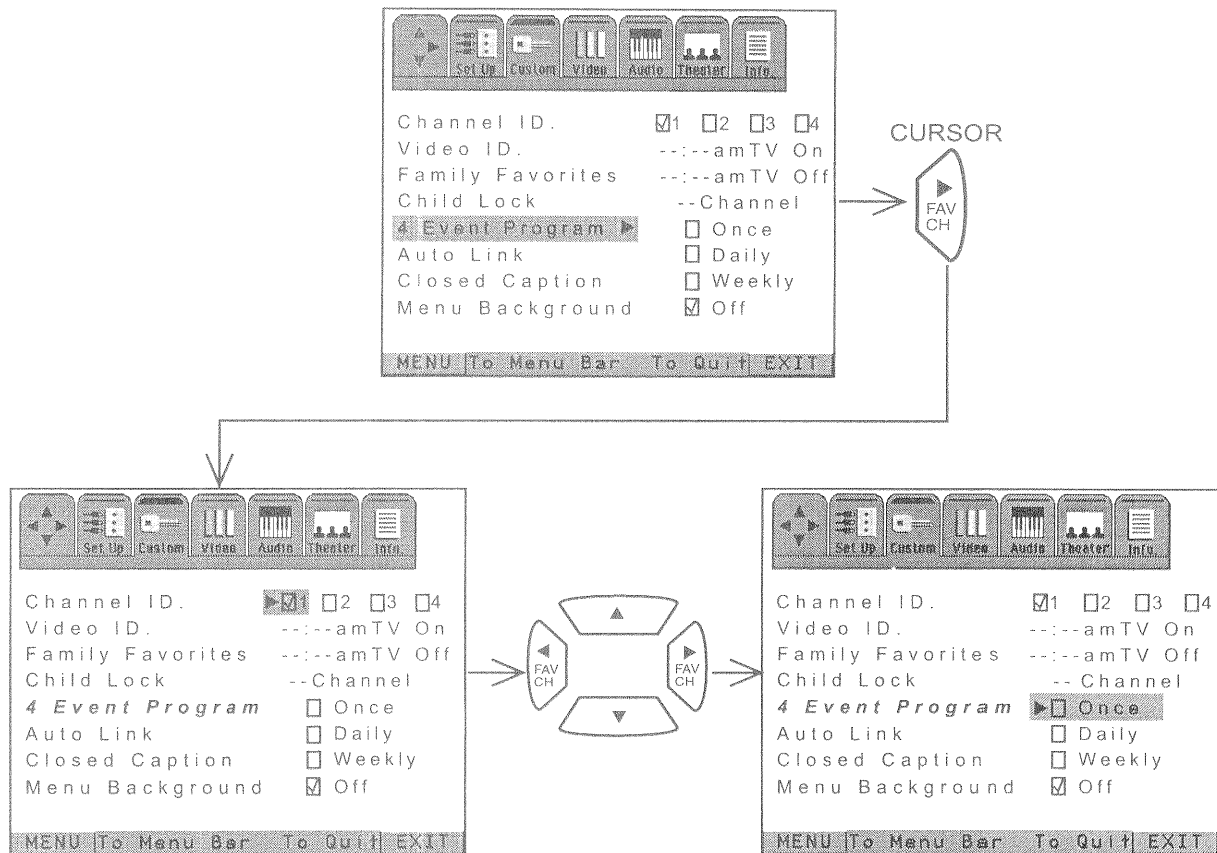 Set Up Custom Video Audio Theater Info.
Channel ID. ☑1 ☐2 ☐3 ☐4
Video ID. --:--amTV On
Family Favorites --:--amTV Off
Child Lock --Channel
4 Event Program ▶ ☐ Once
Auto Link ☐ Daily
Closed Caption ☐ Weekly
Menu Background ☑ Off
MENU To Menu Bar To Quit EXIT
CURSOR
▶
FAV
CH
Set Up Custom Video Audio Theater Info.
Channel ID. ▶☑1 ☐2 ☐3 ☐4
Video ID. --:--amTV On
Family Favorites --:--amTV Off
Child Lock --Channel
4 Event Program ☐ Once
Auto Link ☐ Daily
Closed Caption ☐ Weekly
Menu Background ☑ Off
MENU To Menu Bar To Quit EXIT
▲
◀
FAV
CH
▶
FAV
CH
▼
Set Up Custom Video Audio Theater Info.
Channel ID. ☑1 ☐2 ☐3 ☐4
Video ID. --:--amTV On
Family Favorites --:--amTV Off
Child Lock -- Channel
4 Event Program ▶☐ Once
Auto Link ☐ Daily
Closed Caption ☐ Weekly
Menu Background ☑ Off
MENU To Menu Bar To Quit EXIT